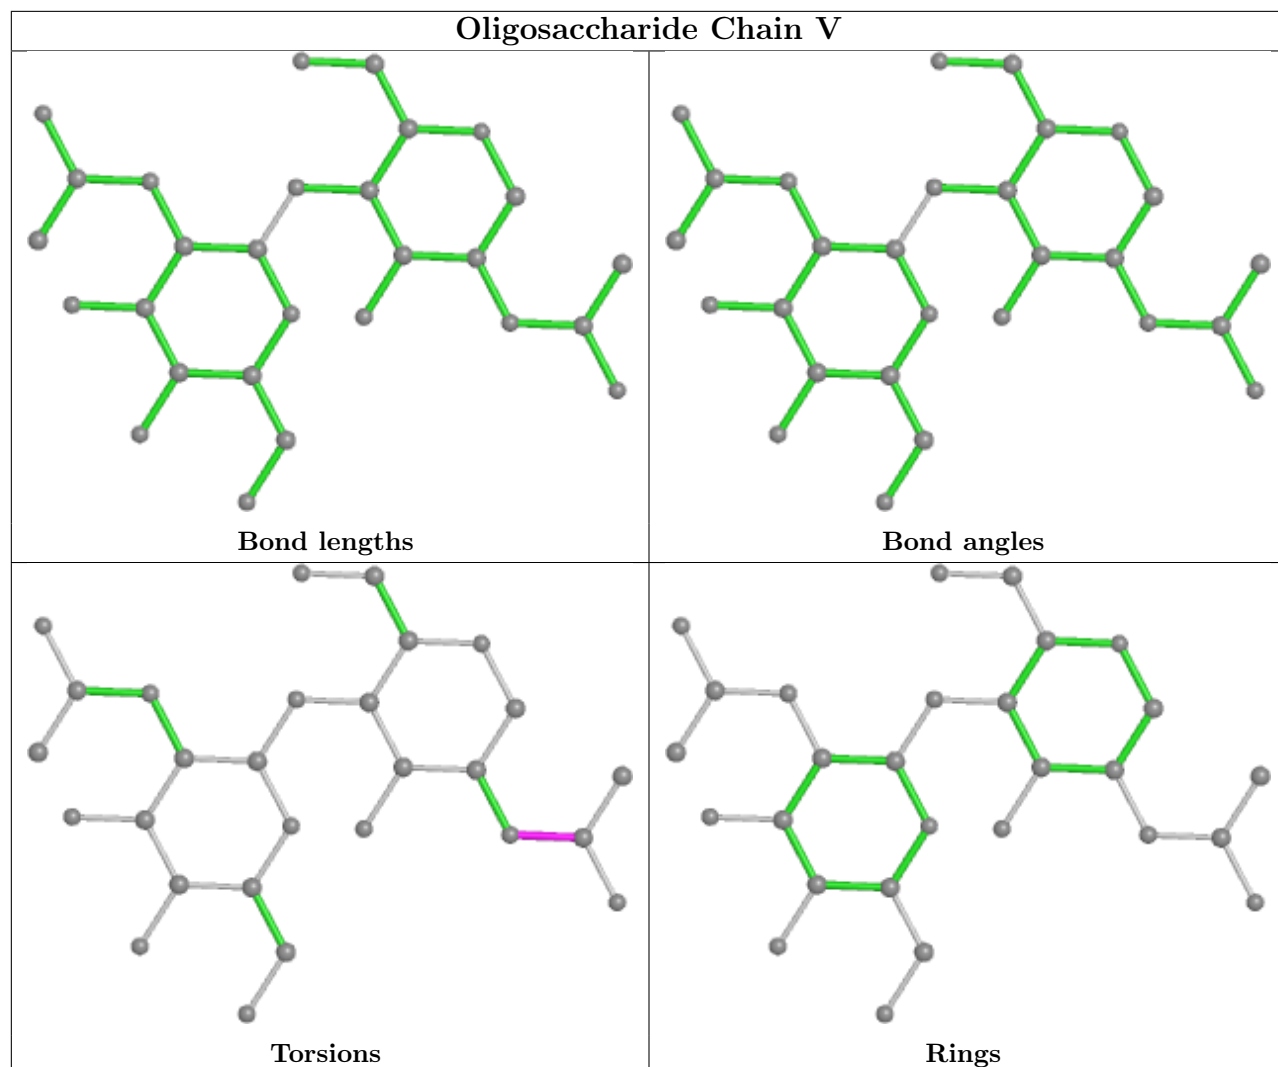 Oligosaccharide Chain V
Bond lengths
Bond angles
Torsions
Rings